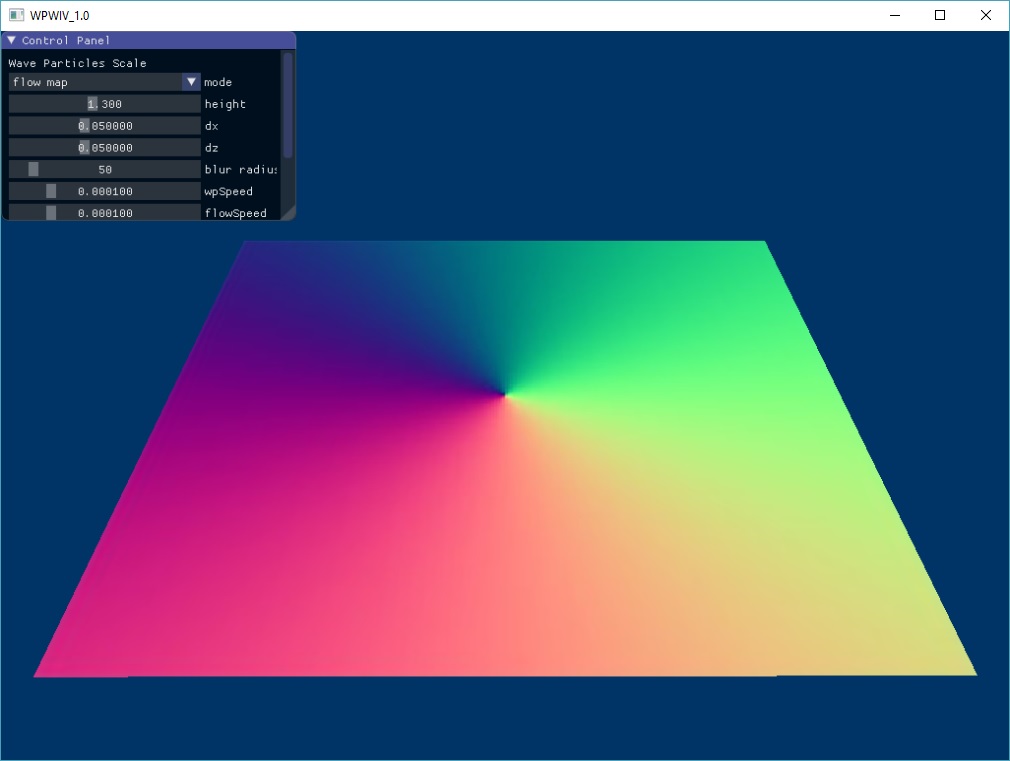 WPWIV_1.0
Control Panel
Wave Particles Scale
flow map mode
1.300 height
0.050000 dx
0.050000 dz
50 blur radius
0.000100 wpSpeed
0.000100 flowSpeed